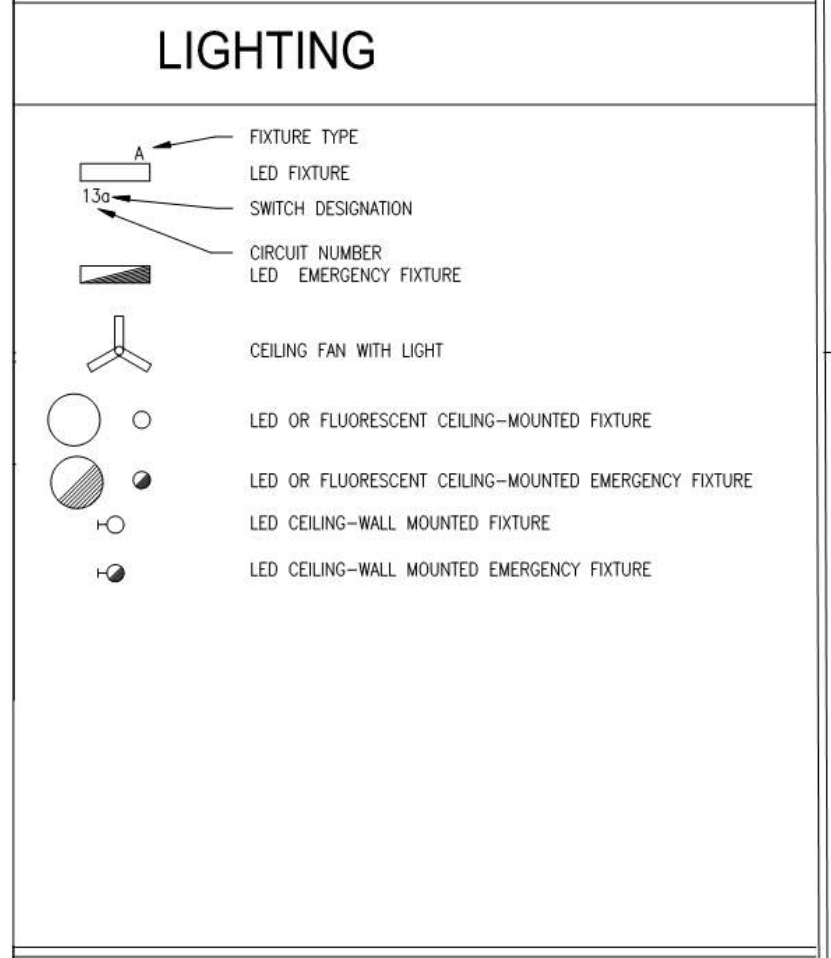 LIGHTING
FIXTURE TYPE
A
LED FIXTURE
13a
SWITCH DESIGNATION
CIRCUIT NUMBER
LED EMERGENCY FIXTURE
CEILING FAN WITH LIGHT
LED OR FLUORESCENT CEILING-MOUNTED FIXTURE
LED OR FLUORESCENT CEILING-MOUNTED EMERGENCY FIXTURE
LED CEILING-WALL MOUNTED FIXTURE
LED CEILING-WALL MOUNTED EMERGENCY FIXTURE